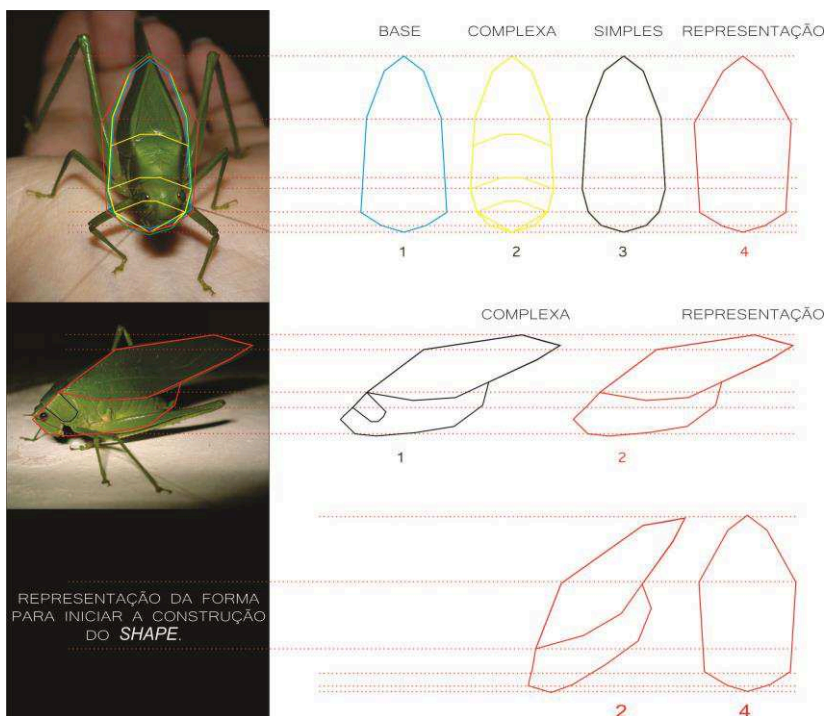 BASE COMPLEXA SIMPLES REPRESENTAÇÃO
1 2 3 4
COMPLEXA REPRESENTAÇÃO
1 2
REPRESENTAÇÃO DA FORMA
PARA INICIAR A CONSTRUÇÃO
DO SHAPE.
2 4